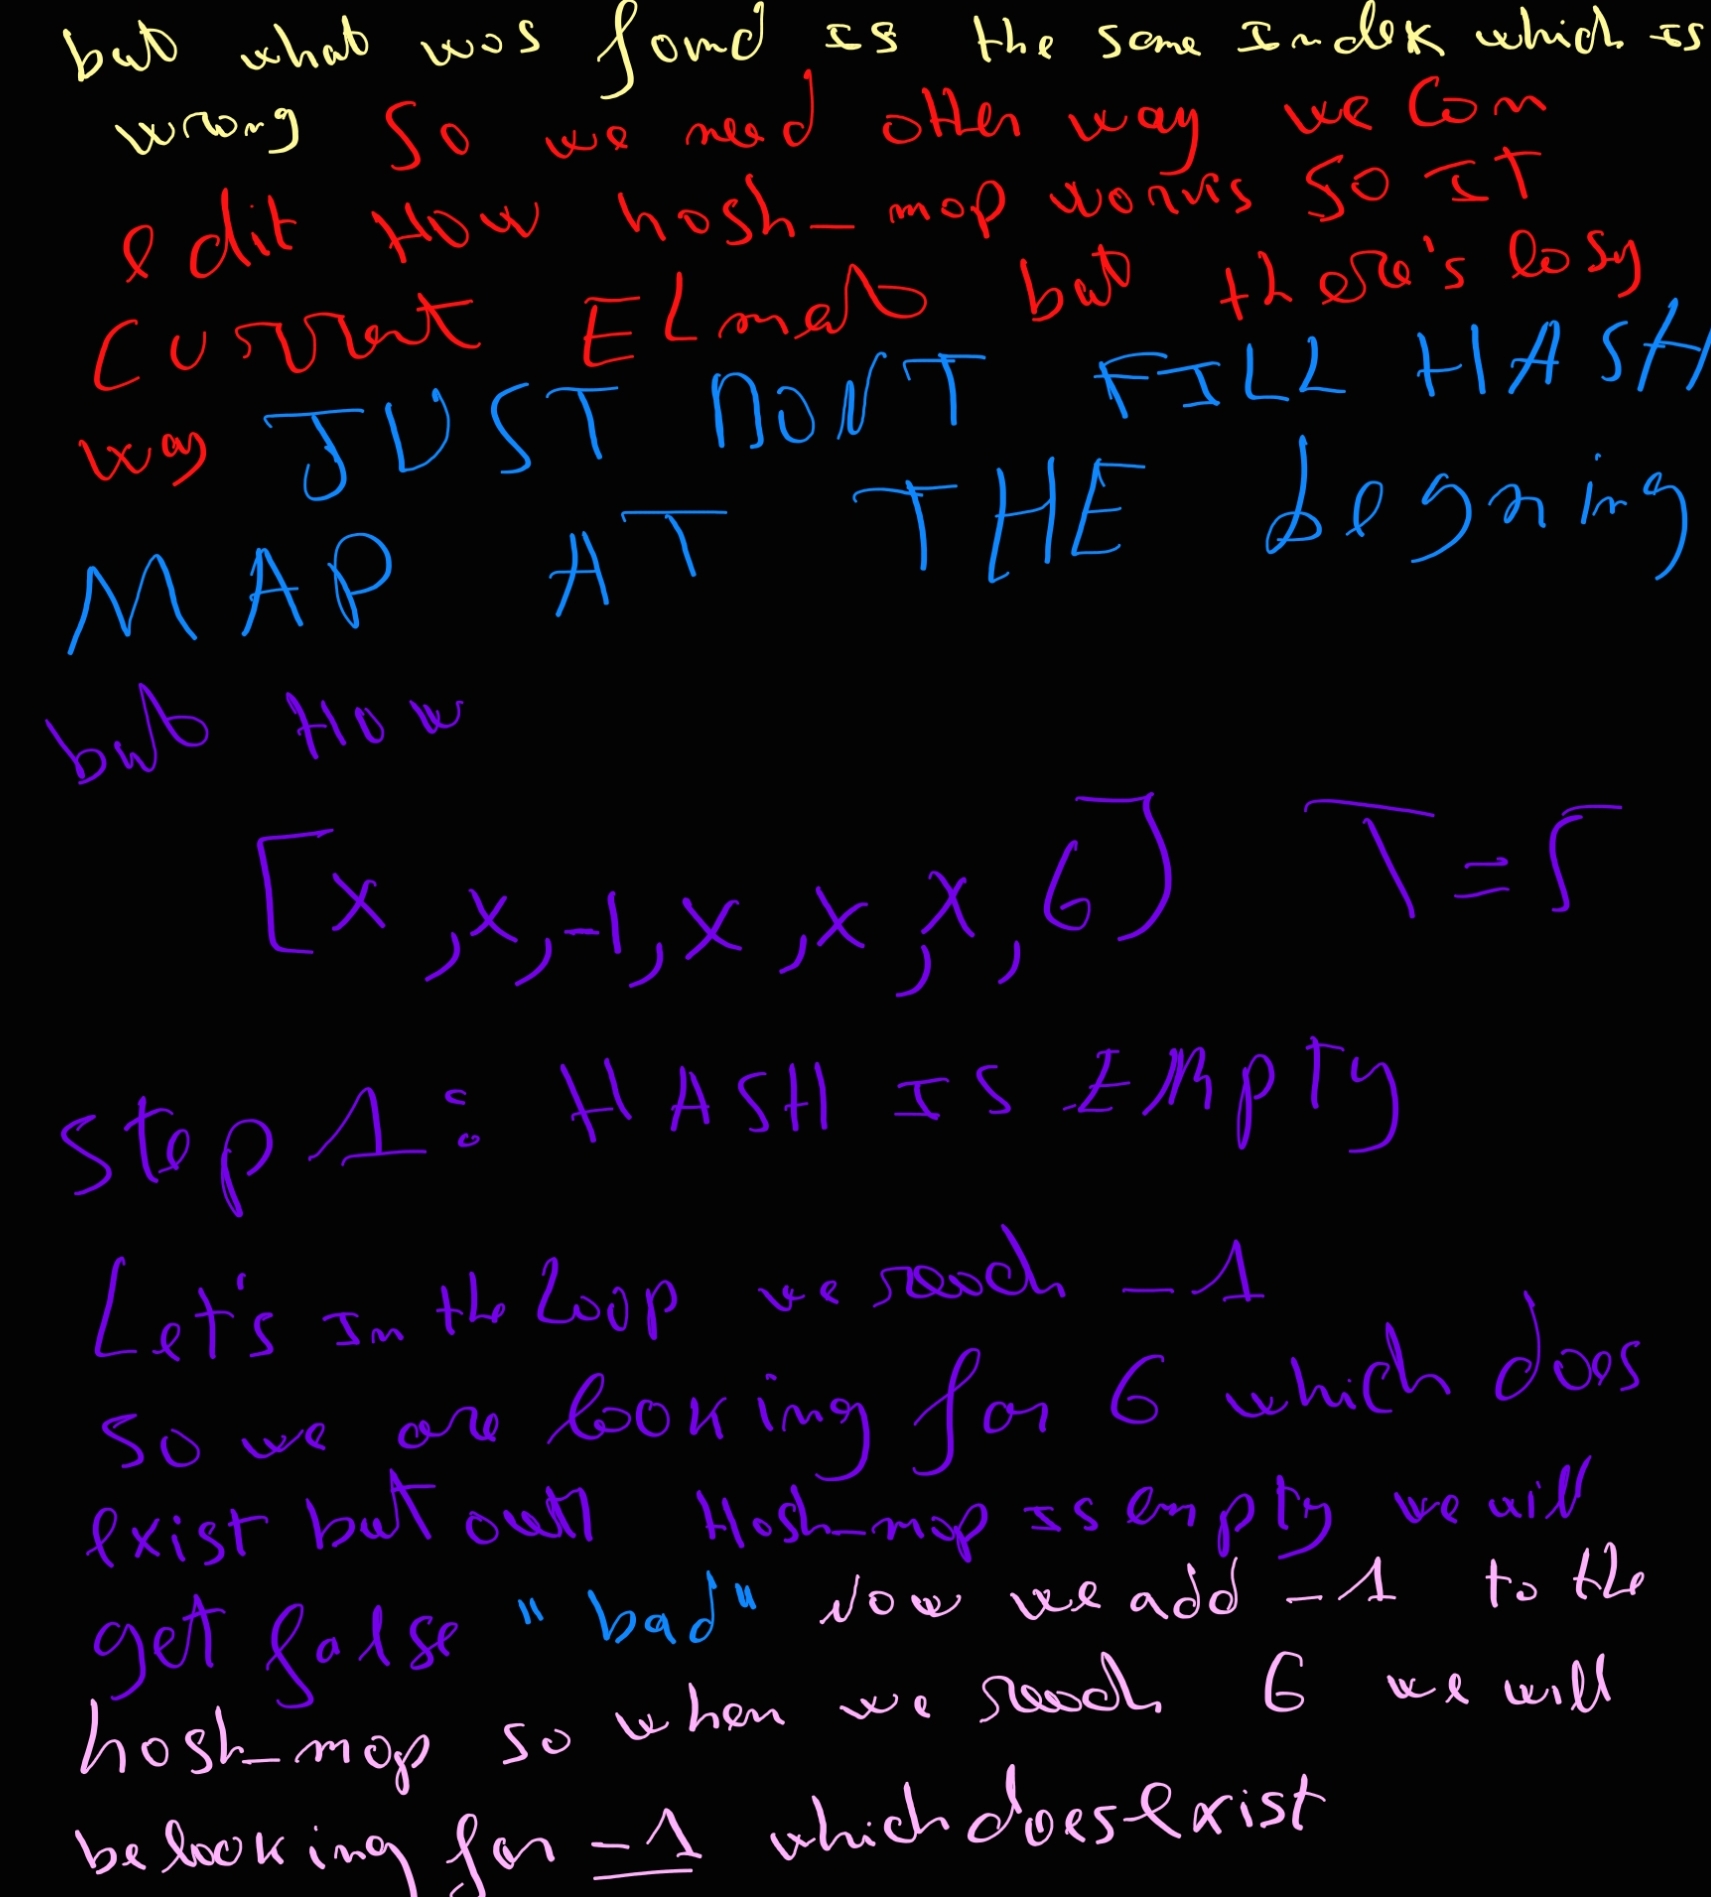 but what was found is the same Index which is
wrong So we need other way we Can
edit How hash_map works SO IT
Current but there's easy
way JUST DONT FILL HASH
MAP AT THE begning
but How
[x, x, -1, x, x, x, 6] T=5
step 1: HASH IS EMPTY
Let's In the Loop we reach -1
so we are looking for 6 which does
exist but our Hash_map is empty we will
get false "bad" Now we add -1 to the
hash_map so when we reach 6 we will
be looking for -1 which does exist